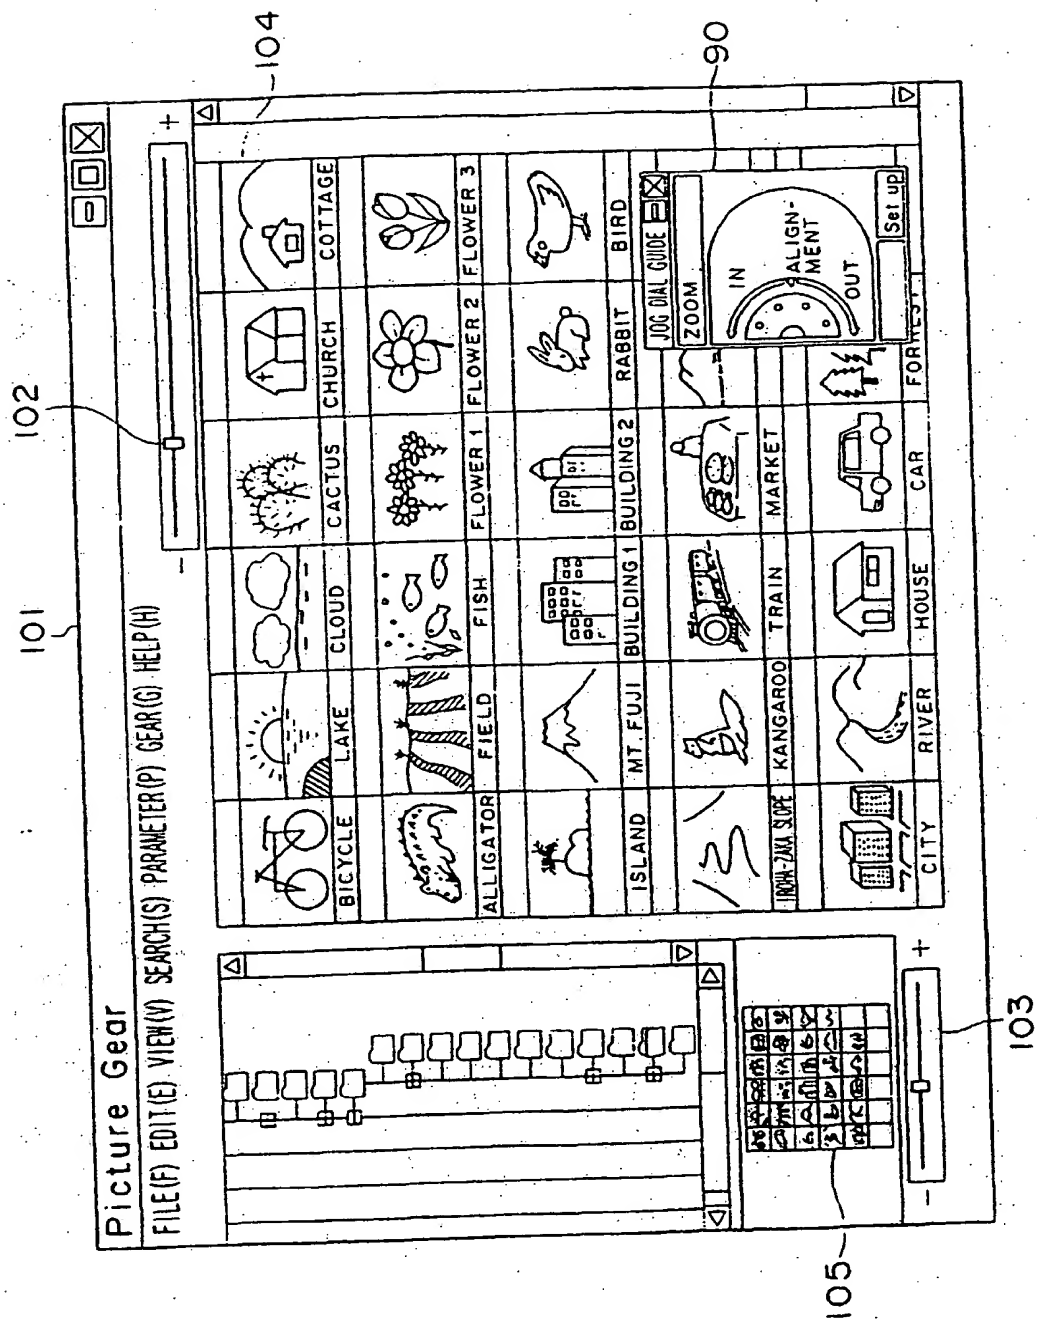 101
102
104
Picture Gear
FILE(F) EDIT(E) VIEW(V) SEARCH(S) PARAMETER(P) GEAR(G) HELP(H)
- +
BICYCLE LAKE CLOUD CACTUS CHURCH COTTAGE
ALLIGATOR FIELD FISH FLOWER 1 FLOWER 2 FLOWER 3
ISLAND MT. FUJI BUILDING 1 BUILDING 2 RABBIT BIRD
IROHA-ZAKA SLOPE KANGAROO TRAIN MARKET
CITY RIVER HOUSE CAR FORREST
JOG DIAL GUIDE
ZOOM
IN
ALIGN-
MENT
OUT
Set up
90
- +
105
103